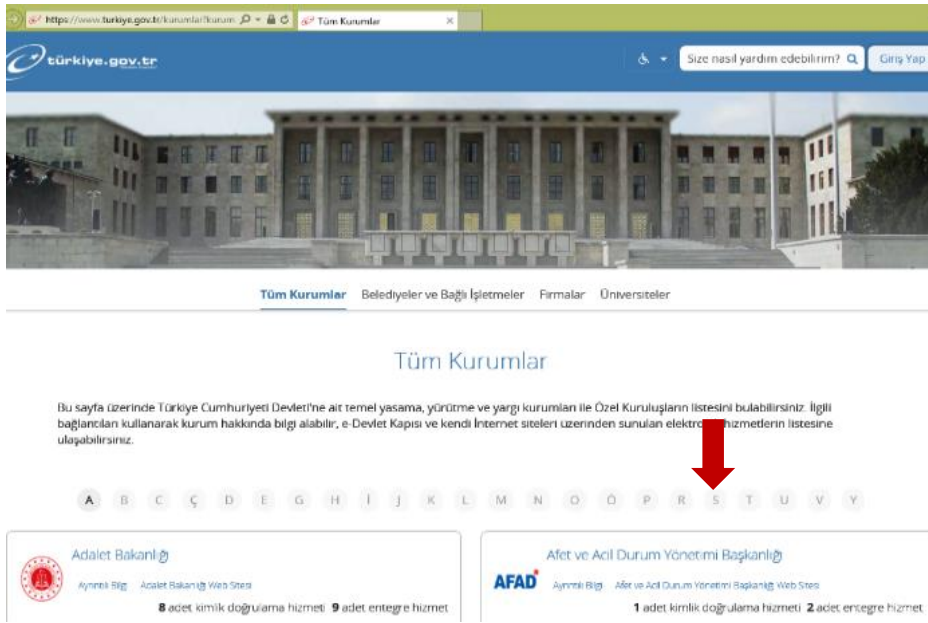 https://www.turkiye.gov.tr/kurumlar?kurum
Tüm Kurumlar
türkiye.gov.tr
Size nasıl yardım edebilirim?
Giriş Yap
Tüm Kurumlar Belediyeler ve Bağlı İşletmeler Firmalar Üniversiteler
Tüm Kurumlar
Bu sayfa üzerinde Türkiye Cumhuriyeti Devleti'ne ait temel yasama, yürütme ve yargı kurumları ile Özel Kuruluşların listesini bulabilirsiniz. İlgili
bağlantıları kullanarak kurum hakkında bilgi alabilir, e-Devlet Kapısı ve kendi İnternet siteleri üzerinden sunulan hizmetlerin listesine
ulaşabilirsiniz.
A B C Ç D E G H İ J K L M N O Ö P R S T U V Y
Adalet Bakanlığı
Ayrıntılı Bilgi Adalet Bakanlığı Web Sitesi
8 adet kimlik doğrulama hizmeti 9 adet entegre hizmet
AFAD
Afet ve Acil Durum Yönetimi Başkanlığı
Ayrıntılı Bilgi Afet ve Acil Durum Yönetimi Başkanlığı Web Sitesi
1 adet kimlik doğrulama hizmeti 2 adet entegre hizmet